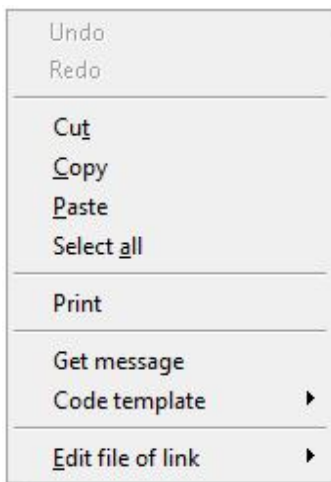 Undo
Redo
Cut
Copy
Paste
Select all
Print
Get message
Code template
Edit file of link